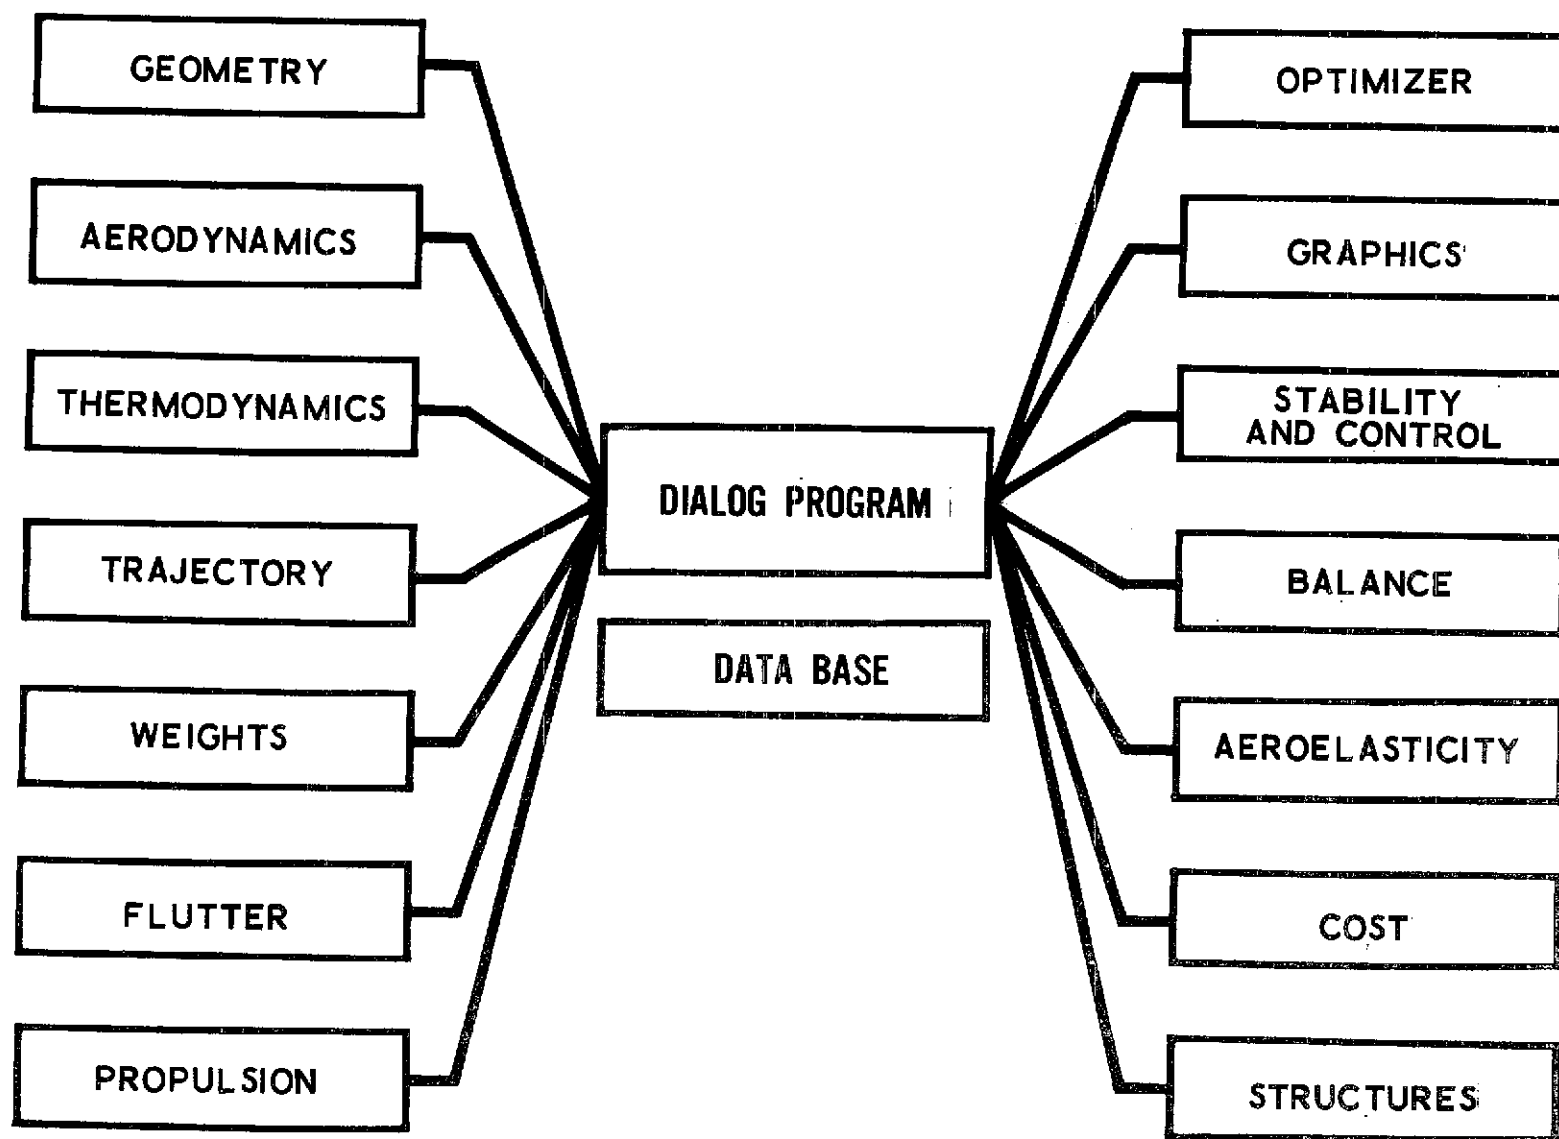 GEOMETRY
AERODYNAMICS
THERMODYNAMICS
TRAJECTORY
WEIGHTS
FLUTTER
PROPULSION
DIALOG PROGRAM
DATA BASE
OPTIMIZER
GRAPHICS
STABILITY
AND CONTROL
BALANCE
AEROELASTICITY
COST
STRUCTURES